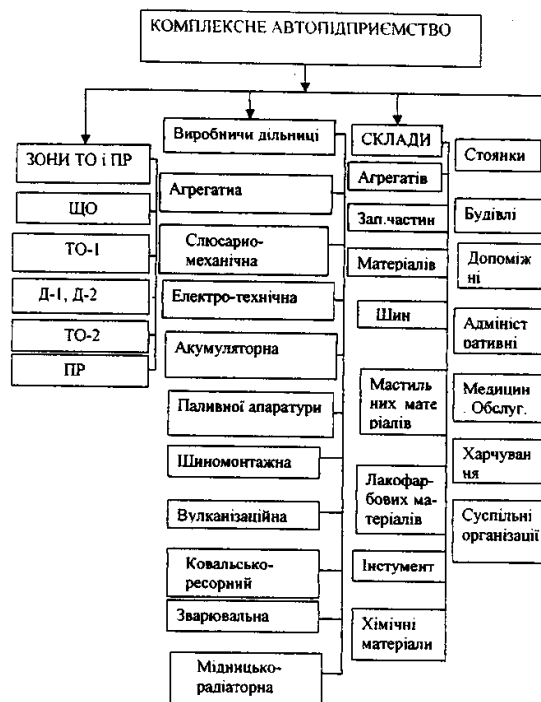 КОМПЛЕКСНЕ АВТОПІДПРИЄМСТВО
ЗОНИ ТО і ПР
ЩО
ТО-1
Д-1, Д-2
ТО-2
ПР
Виробничи дільниці
Агрегатна
Слюсарно-
механічна
Електро-технічна
Акумуляторна
Паливної апаратури
Шиномонтажна
Вулканізаційна
Ковальсько-
ресорний
Зварювальна
Мідницько-
радіаторна
СКЛАДИ
Агрегатів
Зап.частин
Матеріалів
Шин
Мастиль
них мате
ріалів
Лакофар-
бових ма-
теріалів
Інстумент
Хімічні
матеріали
Стоянки
Будівлі
Допоміж
ні
Адмініст
ративні
Медицин
. Обслуг.
Харчуван
ня
Суспільні
організації